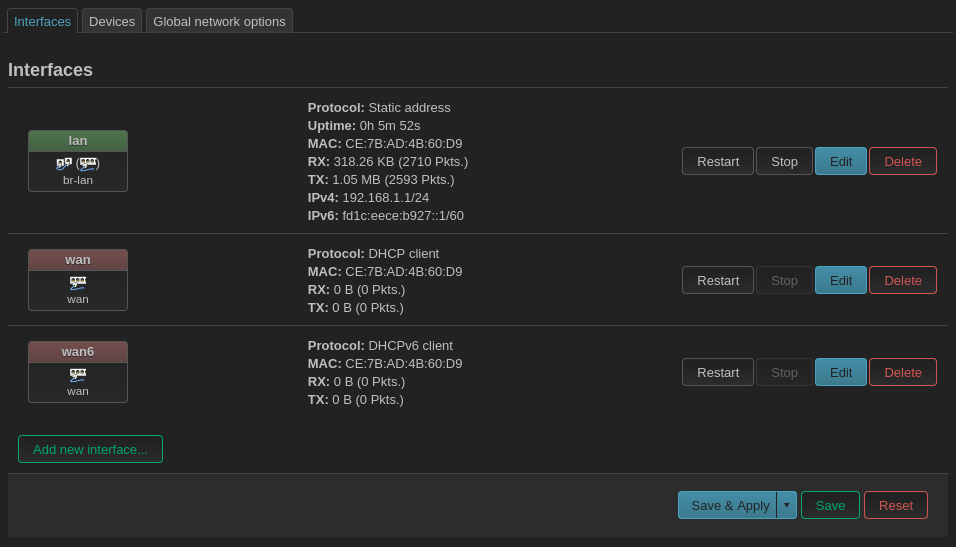 Interfaces Devices Global network options
Interfaces
lan
br-lan
Protocol: Static address
Uptime: 0h 5m 52s
MAC: CE:7B:AD:4B:60:D9
RX: 318.26 KB (2710 Pkts.)
TX: 1.05 MB (2593 Pkts.)
IPv4: 192.168.1.1/24
IPv6: fd1c:eece:b927::1/60
Restart Stop Edit Delete
wan
wan
Protocol: DHCP client
MAC: CE:7B:AD:4B:60:D9
RX: 0 B (0 Pkts.)
TX: 0 B (0 Pkts.)
Restart Stop Edit Delete
wan6
wan
Protocol: DHCPv6 client
MAC: CE:7B:AD:4B:60:D9
RX: 0 B (0 Pkts.)
TX: 0 B (0 Pkts.)
Restart Stop Edit Delete
Add new interface...
Save & Apply Save Reset